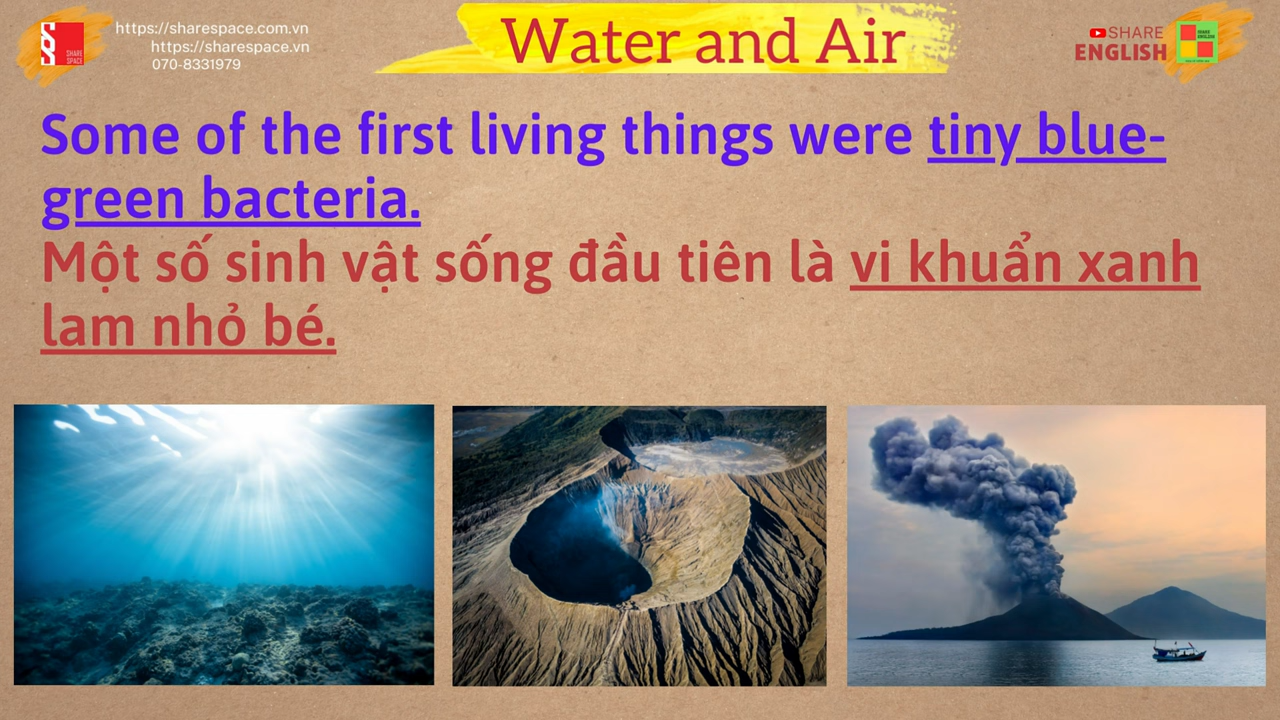 https://sharespace.com.vn
https://sharespace.vn
070-8331979
SHARE
SPACE
Water and Air
SHARE
ENGLISH
Some of the first living things were tiny blue-
green bacteria.
Một số sinh vật sống đầu tiên là vi khuẩn xanh
lam nhỏ bé.